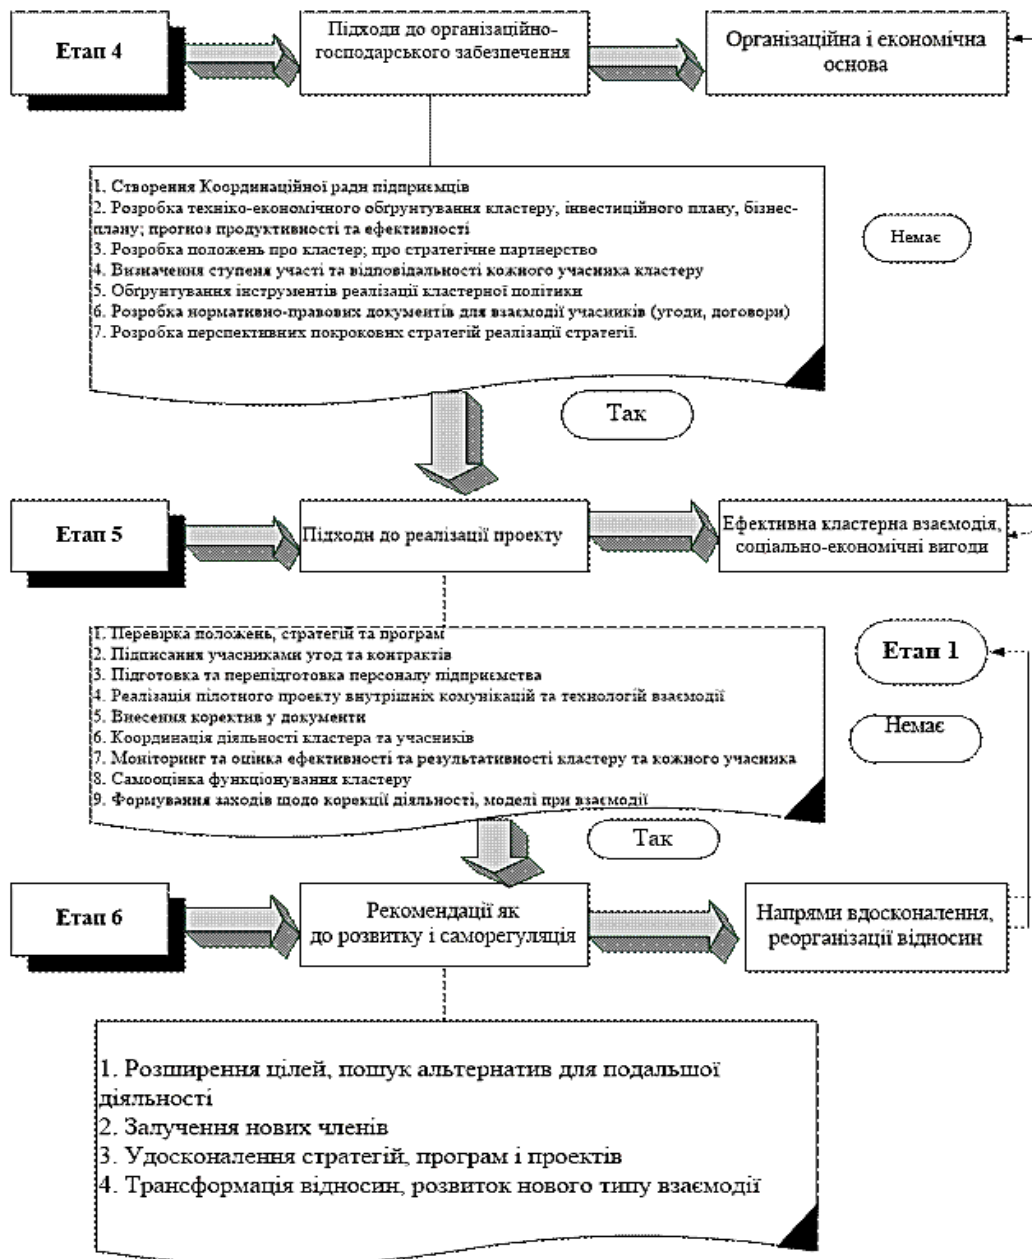 Етап 4
Підходи до організаційно-
господарського забезпечення
Організаційна і економічна
основа
1. Створення Координаційної ради підприємців
2. Розробка техніко-економічного обґрунтування кластеру, інвестиційного плану, бізнес-
плану; прогноз продуктивності та ефективності
3. Розробка положень про кластер; про стратегічне партнерство
4. Визначення ступеня участі та відповідальності кожного учасника кластеру
5. Обґрунтування інструментів реалізації кластерної політики
6. Розробка нормативно-правових документів для взаємодії учасників (угоди, договори)
7. Розробка перспективних покрокових стратегій реалізації стратегії.
Немає
Так
Етап 5
Підходи до реалізації проекту
Ефективна кластерна взаємодія,
соціально-економічні вигоди
1. Перевірка положень, стратегій та програм
2. Підписання учасниками угод та контрактів
3. Підготовка та перепідготовка персоналу підприємства
4. Реалізація пілотного проекту внутрішніх комунікацій та технологій взаємодії
5. Внесення коректив у документи
6. Координація діяльності кластера та учасників
7. Моніторинг та оцінка ефективності та результативності кластеру та кожного учасника
8. Самооцінка функціонування кластеру
9. Формування заходів щодо корекції діяльності, моделі при взаємодії
Етап 1
Немає
Так
Етап 6
Рекомендації як
до розвитку і саморегуляція
Напрями вдосконалення,
реорганізації відносин
1. Розширення цілей, пошук альтернатив для подальшої
діяльності
2. Залучення нових членів
3. Удосконалення стратегій, програм і проектів
4. Трансформація відносин, розвиток нового типу взаємодії